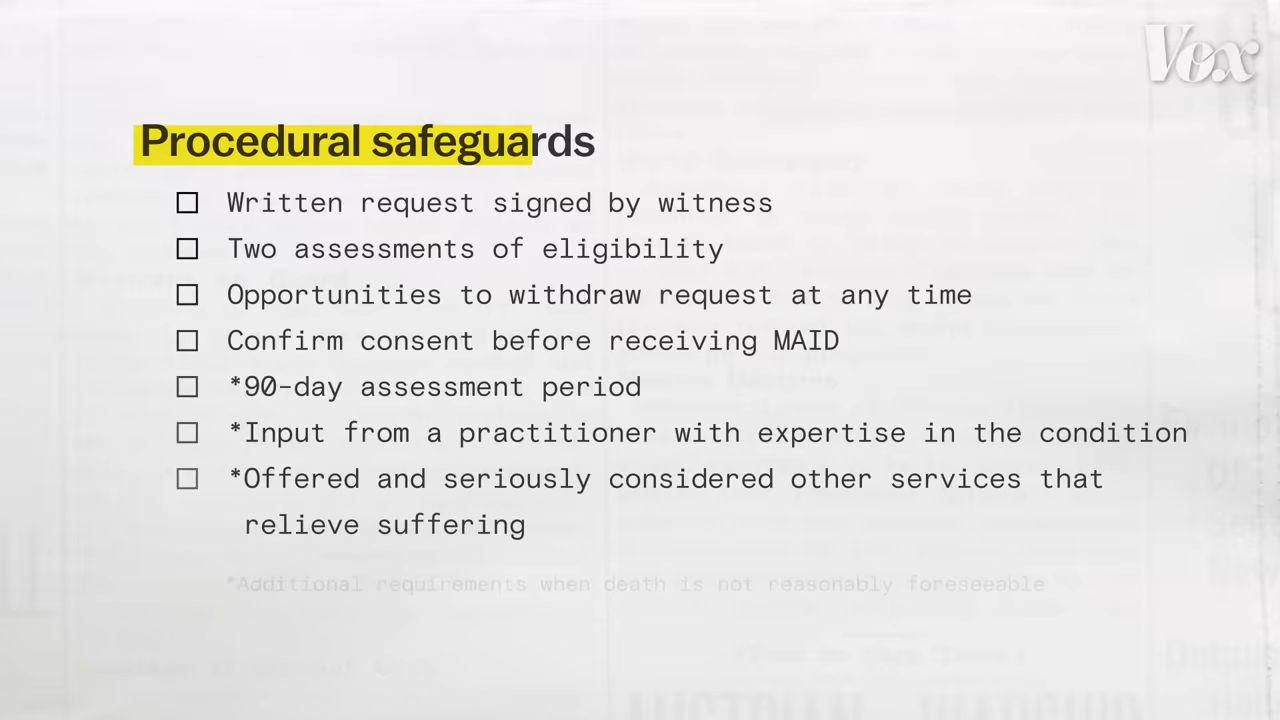 Vox
Procedural safeguards
Written request signed by witness
Two assessments of eligibility
Opportunities to withdraw request at any time
Confirm consent before receiving MAID
*90-day assessment period
*Input from a practitioner with expertise in the condition
*Offered and seriously considered other services that
relieve suffering
*Additional requirements when death is not reasonably foreseeable